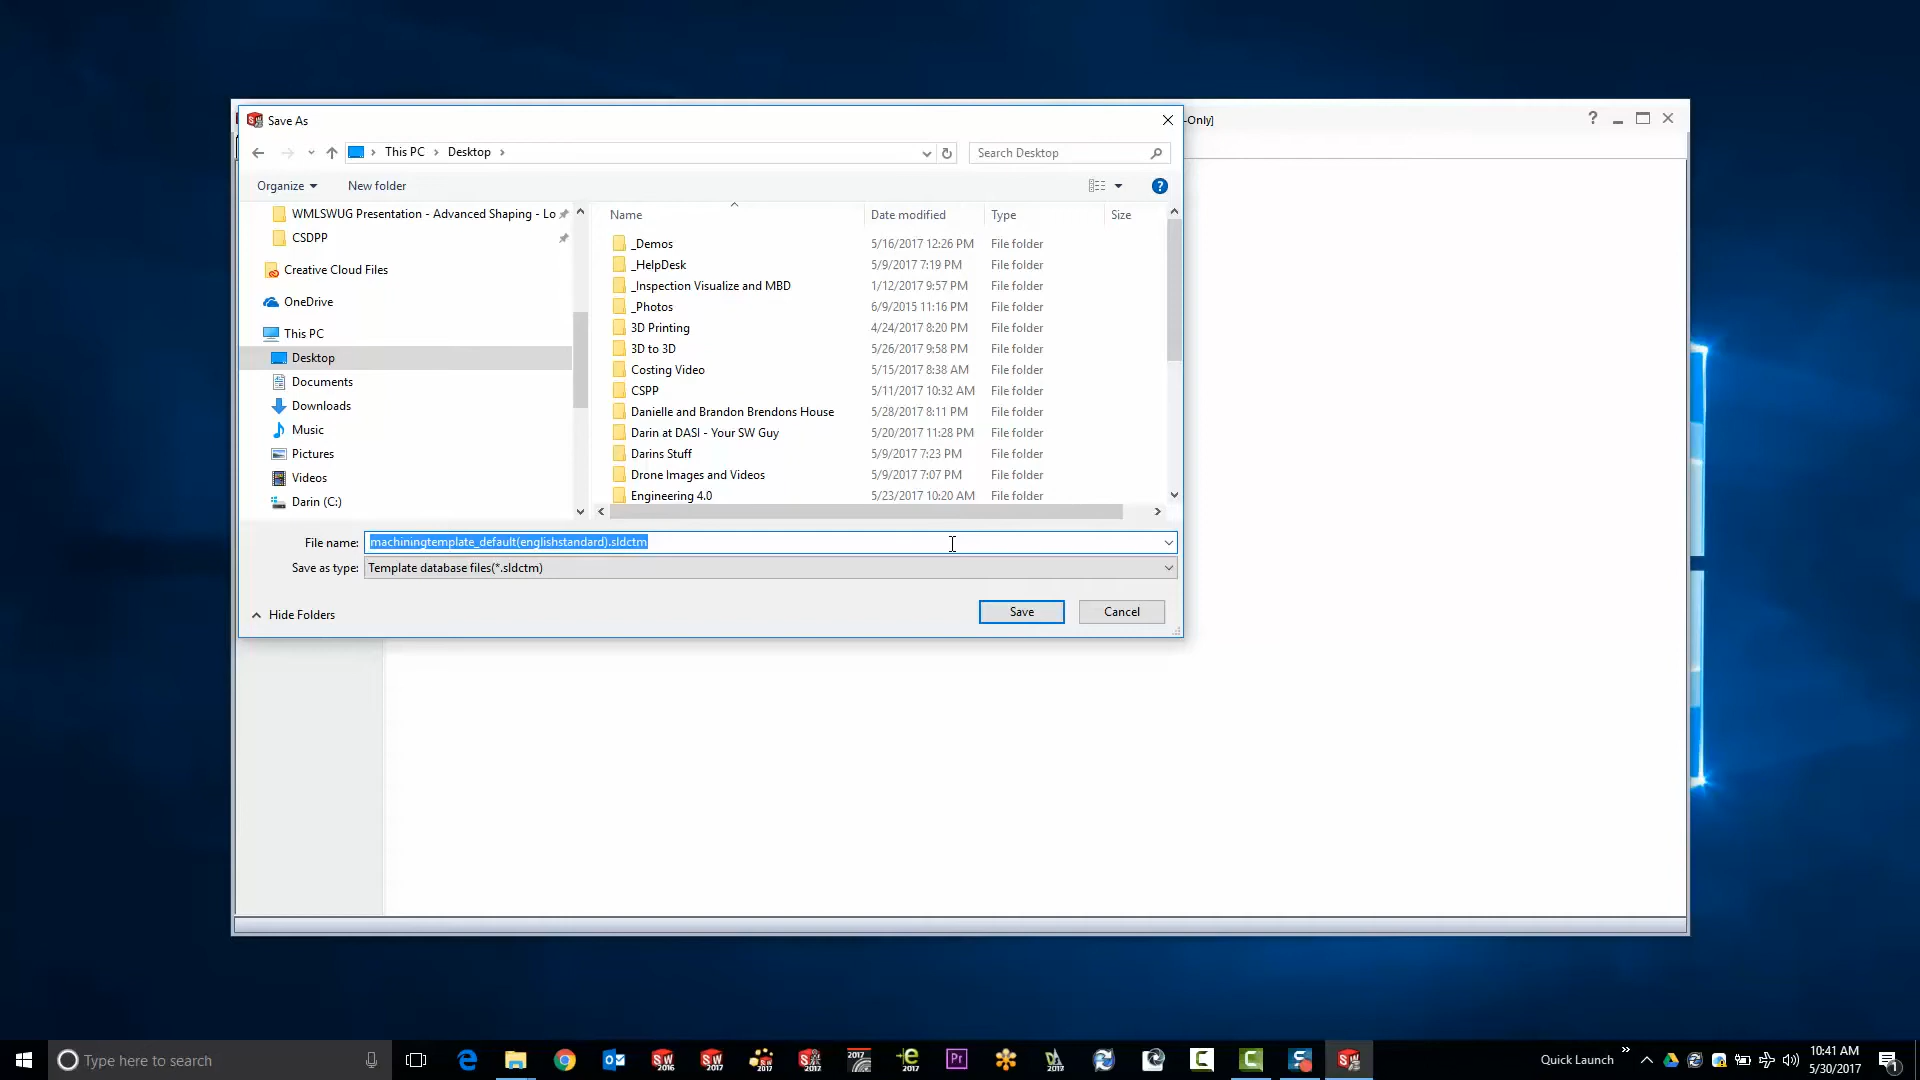 Save As
-Only]
This PC
Desktop
Search Desktop
Organize
New folder
WMLSWUG Presentation - Advanced Shaping - Lo
CSDPP
Creative Cloud Files
OneDrive
This PC
Desktop
Documents
Downloads
Music
Pictures
Videos
Darin (C:)
Name Date modified Type Size
_Demos 5/16/2017 12:26 PM File folder
_HelpDesk 5/9/2017 7:19 PM File folder
_Inspection Visualize and MBD 1/12/2017 9:57 PM File folder
_Photos 6/9/2015 11:16 PM File folder
3D Printing 4/24/2017 8:20 PM File folder
3D to 3D 5/26/2017 9:58 PM File folder
Costing Video 5/15/2017 8:38 AM File folder
CSPP 5/11/2017 10:32 AM File folder
Danielle and Brandon Brendons House 5/28/2017 8:11 PM File folder
Darin at DASI - Your SW Guy 5/20/2017 11:28 PM File folder
Darins Stuff 5/9/2017 7:23 PM File folder
Drone Images and Videos 5/9/2017 7:07 PM File folder
Engineering 4.0 5/23/2017 10:20 AM File folder
File name: machiningtemplate_default(englishstandard).sldctm
Save as type: Template database files(*.sldctm)
Hide Folders
Save
Cancel
Type here to search
Quick Launch
10:41 AM
5/30/2017